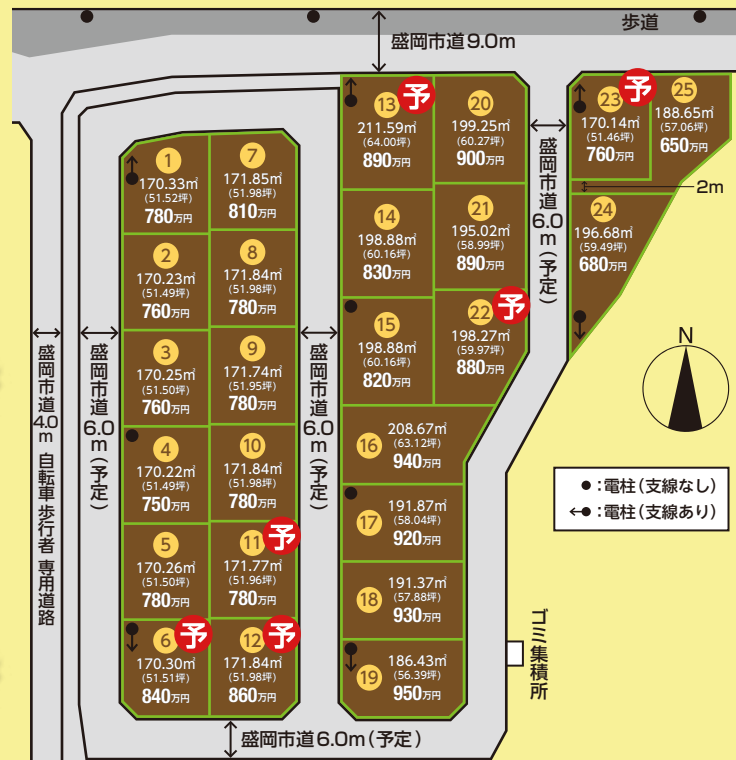 歩道
盛岡市道9.0m
13
予
211.59㎡
(64.00坪)
890万円
20
199.25㎡
(60.27坪)
900万円
23
予
170.14㎡
(51.46坪)
760万円
25
188.65㎡
(57.06坪)
650万円
2m
1
170.33㎡
(51.52坪)
780万円
7
171.85㎡
(51.98坪)
810万円
14
198.88㎡
(60.16坪)
830万円
21
195.02㎡
(58.99坪)
890万円
盛岡市道6.0m(予定)
24
196.68㎡
(59.49坪)
680万円
2
170.23㎡
(51.49坪)
760万円
8
171.84㎡
(51.98坪)
780万円
15
198.88㎡
(60.16坪)
820万円
22
予
198.27㎡
(59.97坪)
880万円
盛岡市道4.0m 自転車 歩行者 専用道路
盛岡市道6.0m(予定)
3
170.25㎡
(51.50坪)
760万円
9
171.74㎡
(51.95坪)
780万円
盛岡市道6.0m(予定)
N
4
170.22㎡
(51.49坪)
750万円
10
171.84㎡
(51.98坪)
780万円
16
208.67㎡
(63.12坪)
940万円
●:電柱(支線なし)
←●:電柱(支線あり)
5
170.26㎡
(51.50坪)
780万円
11
予
171.77㎡
(51.96坪)
780万円
17
191.87㎡
(58.04坪)
920万円
18
191.37㎡
(57.88坪)
930万円
6
予
170.30㎡
(51.51坪)
840万円
12
予
171.84㎡
(51.98坪)
860万円
19
186.43㎡
(56.39坪)
950万円
ゴミ集積所
盛岡市道6.0m(予定)